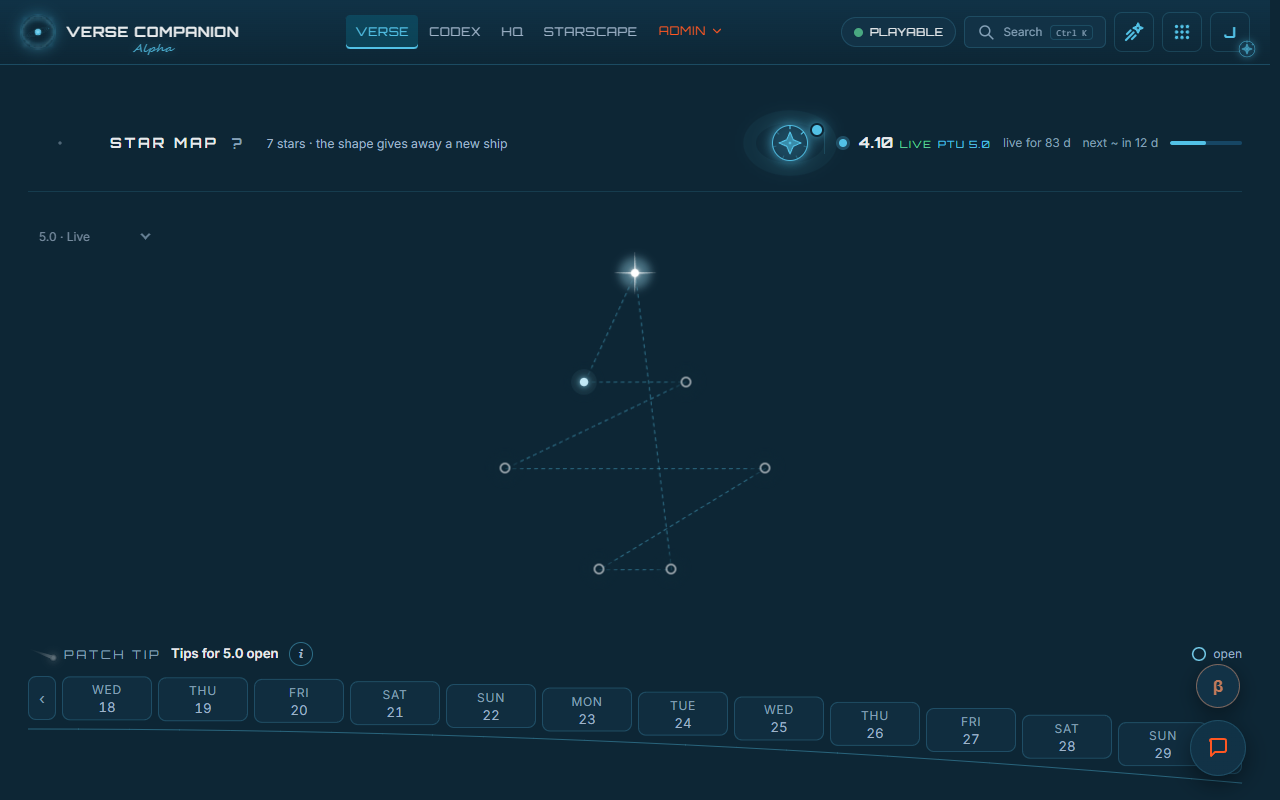 VERSE COMPANION
Alpha
VERSE
CODEX
HQ
STARSCAPE
ADMIN
PLAYABLE
Search
Ctrl K
J
STAR MAP
?
7 stars · the shape gives away a new ship
4.10 LIVE PTU 5.0 live for 83 d next ~ in 12 d
5.0 · Live
PATCH TIP Tips for 5.0 open i
open
β
‹
WED
18
THU
19
FRI
20
SAT
21
SUN
22
MON
23
TUE
24
WED
25
THU
26
FRI
27
SAT
28
SUN
29